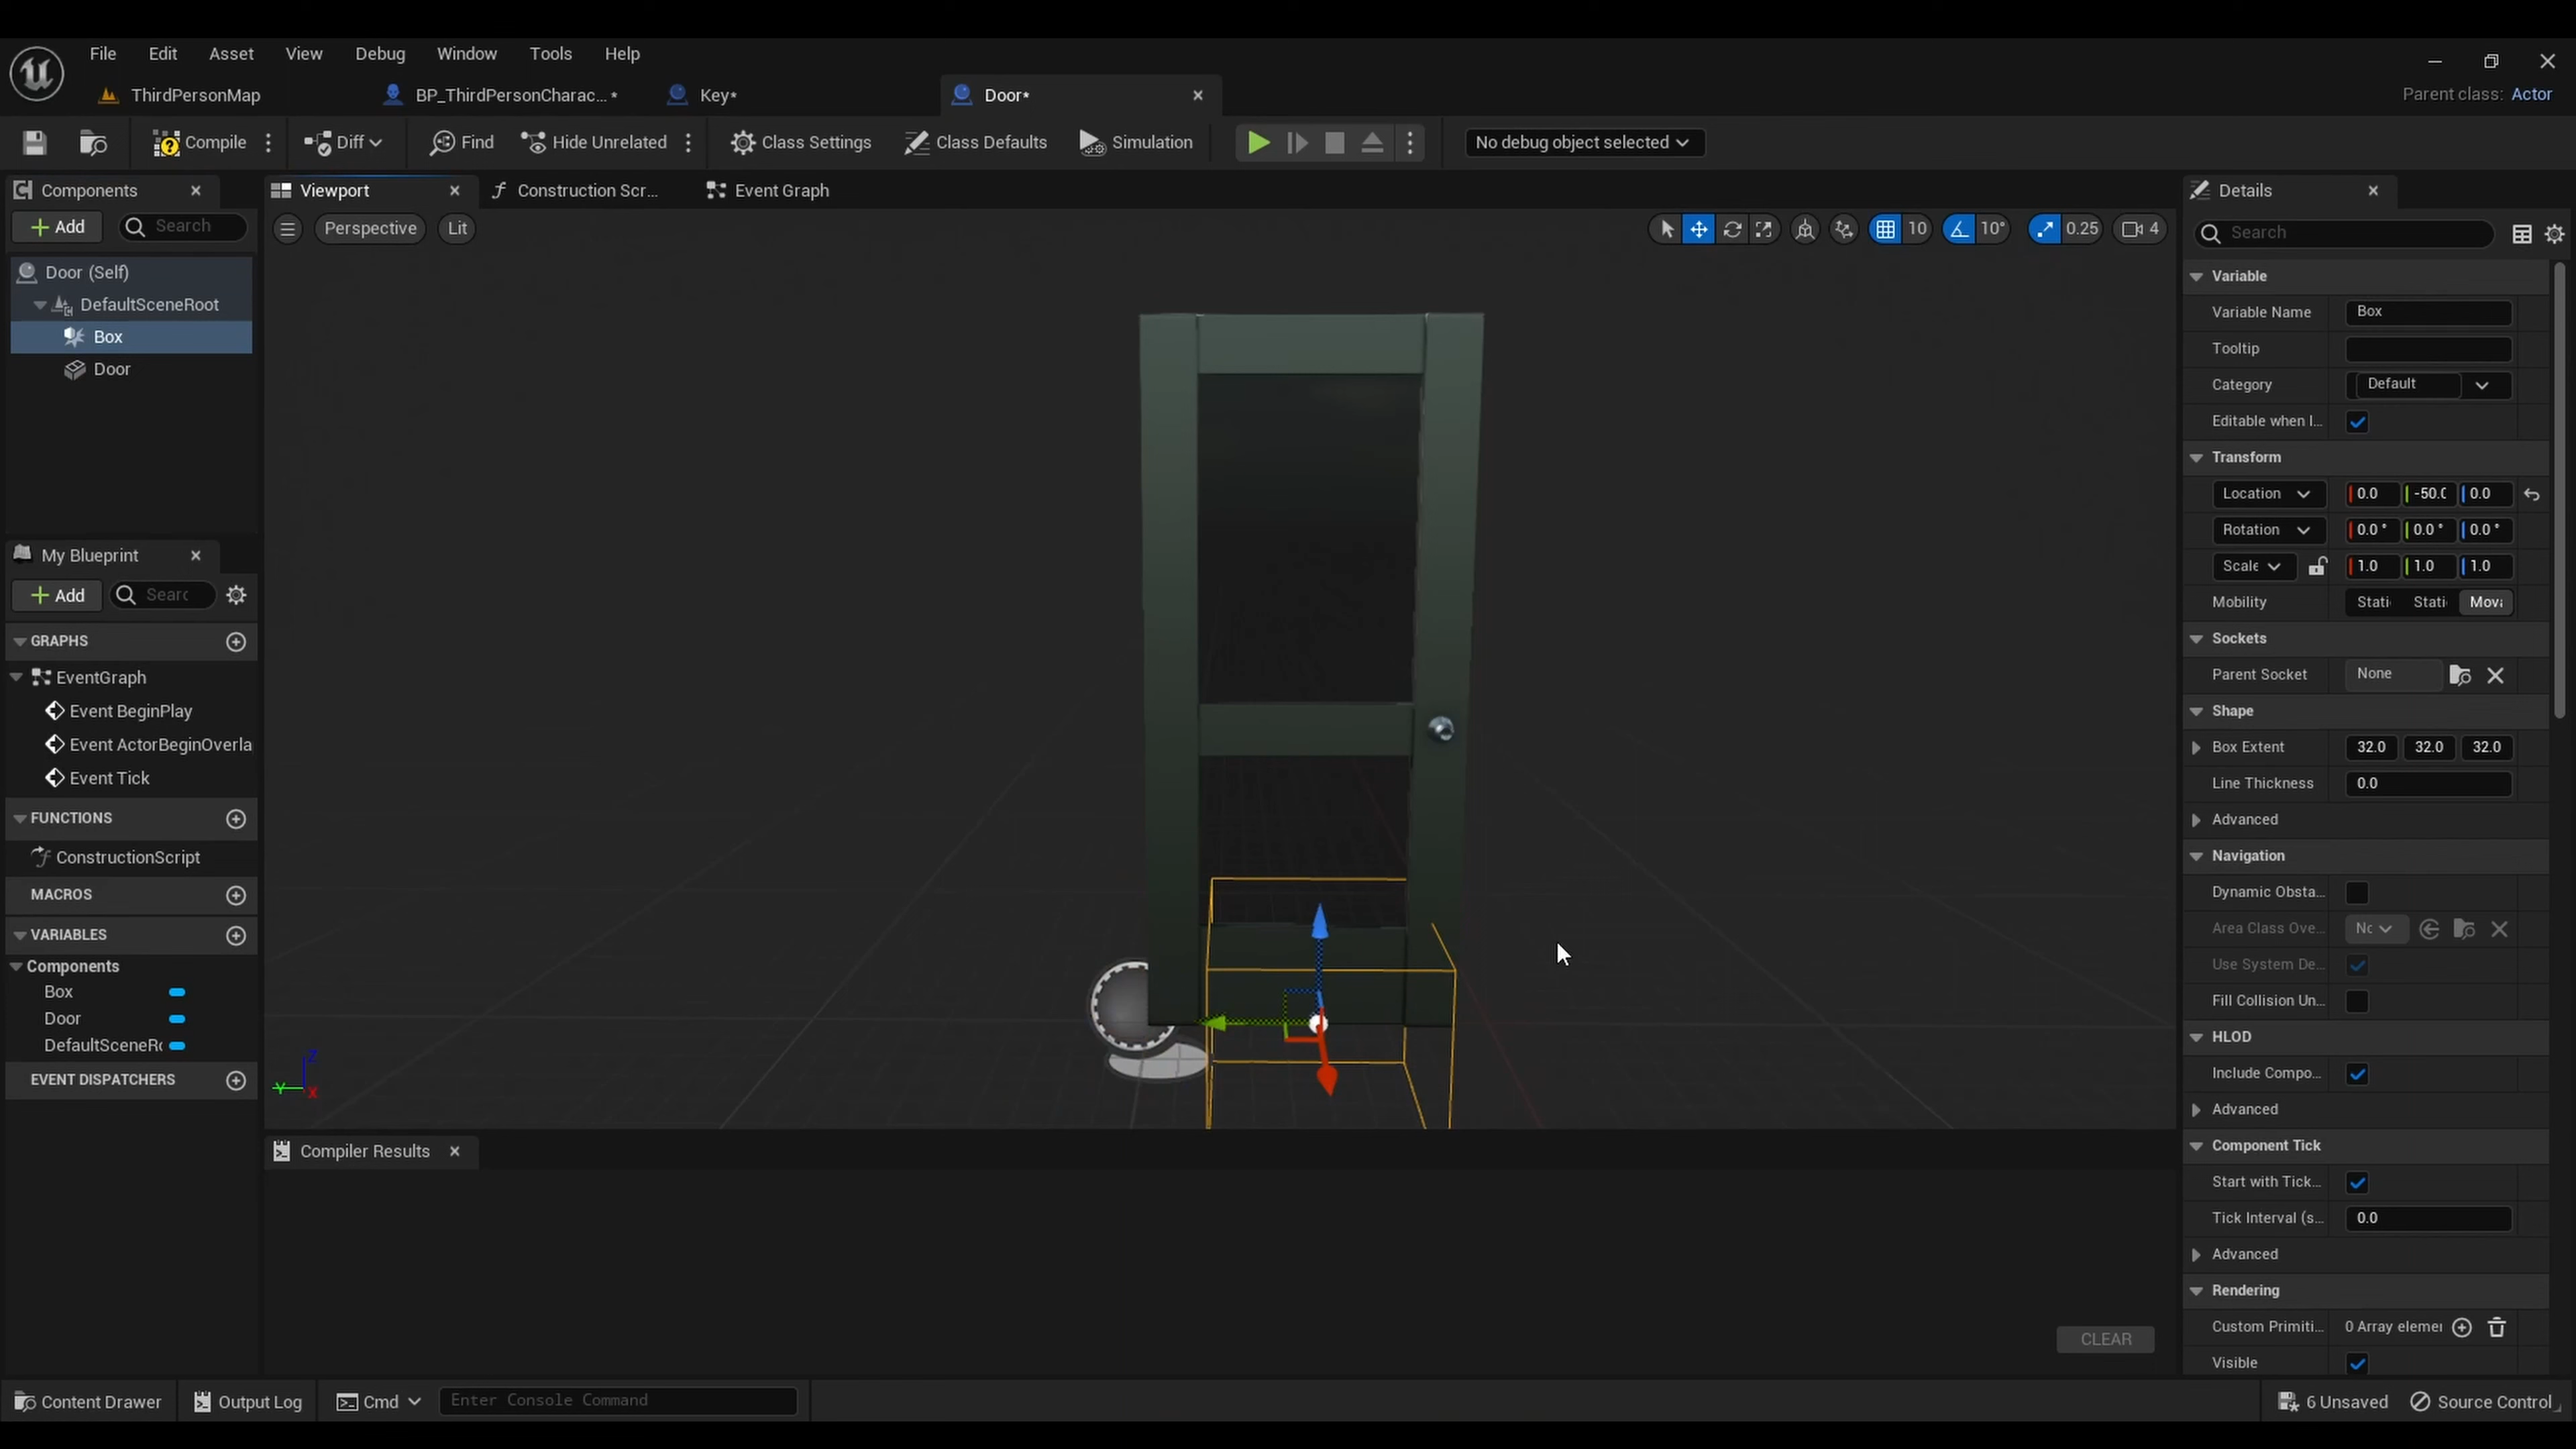 File Edit Asset View Debug Window Tools Help
ThirdPersonMap BP_ThirdPersonCharac...* Key* Door*
Parent class: Actor
Compile Diff Find Hide Unrelated Class Settings Class Defaults Simulation No debug object selected
Components
Viewport Construction Scr... Event Graph
Details
Add Search
Perspective Lit
10 10° 0.25 4
Search
Door (Self)
DefaultSceneRoot
Box
Door
Variable
Variable Name Box
Tooltip
Category Default
Editable when I...
Transform
Location 0.0 -50.0 0.0
Rotation 0.0 ° 0.0 ° 0.0 °
Scale 1.0 1.0 1.0
Mobility Stati Stati Mova
Sockets
Parent Socket None
Shape
Box Extent 32.0 32.0 32.0
Line Thickness 0.0
Advanced
Navigation
Dynamic Obsta...
Area Class Ove...
Use System De...
Fill Collision Un...
HLOD
Include Compo...
Advanced
Component Tick
Start with Tick...
Tick Interval (s... 0.0
Advanced
Rendering
Custom Primiti... 0 Array elemen
Visible
My Blueprint
Add Searc
GRAPHS
EventGraph
Event BeginPlay
Event ActorBeginOverla
Event Tick
FUNCTIONS
ConstructionScript
MACROS
VARIABLES
Components
Box
Door
DefaultSceneRo
EVENT DISPATCHERS
Z
Y X
Compiler Results
CLEAR
Content Drawer Output Log Cmd Enter Console Command
6 Unsaved Source Control